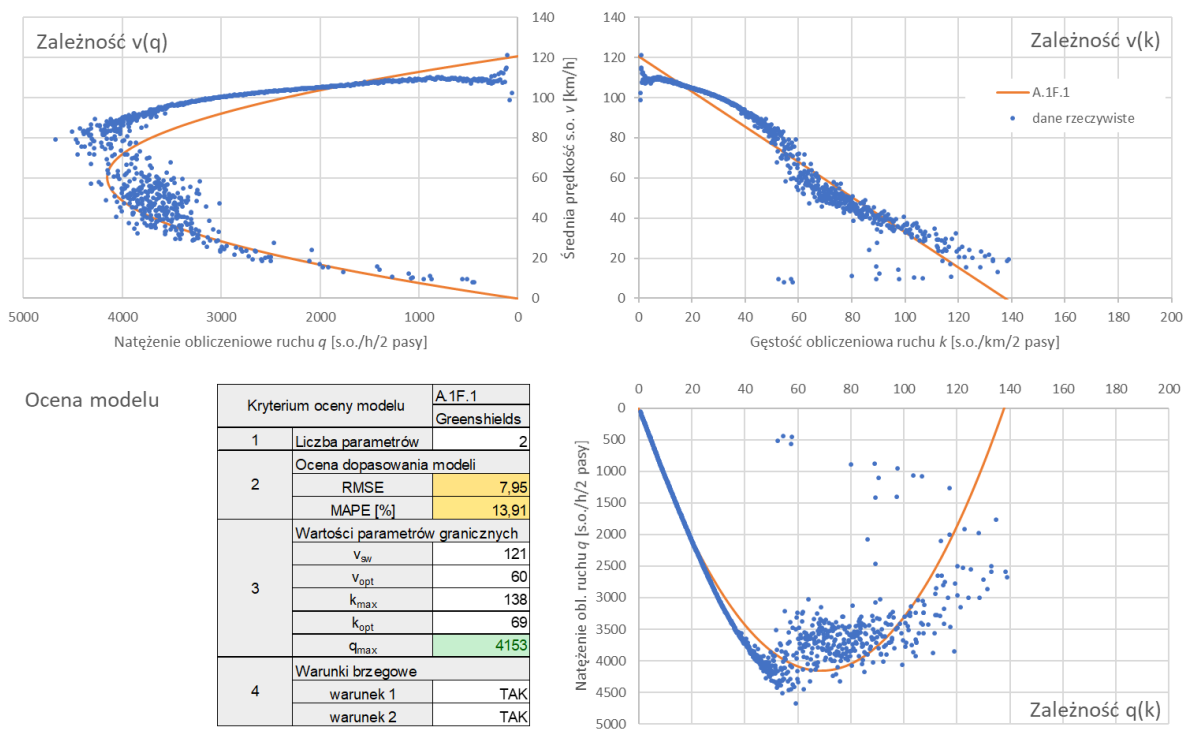 Zależność v(q)
140
120
100
80
60
40
20
0
Średnia prędkość s.o. v [km/h]
5000 4000 3000 2000 1000 0
Natężenie obliczeniowe ruchu q [s.o./h/2 pasy]
Zależność v(k)
A.1F.1
dane rzeczywiste
140
120
100
80
60
40
20
0
0 20 40 60 80 100 120 140 160 180 200
Gęstość obliczeniowa ruchu k [s.o./km/2 pasy]
Ocena modelu
Kryterium oceny modelu A.1F.1
Greenshields
1 Liczba parametrów 2
2 Ocena dopasowania modeli
RMSE 7,95
MAPE [%] 13,91
3 Wartości parametrów granicznych
vsw 121
vopt 60
kmax 138
kopt 69
qmax 4153
4 Warunki brzegowe
warunek 1 TAK
warunek 2 TAK
0 20 40 60 80 100 120 140 160 180 200
0
500
1000
1500
2000
2500
3000
3500
4000
4500
5000
Natężenie obl. ruchu q [s.o./h/2 pasy]
Zależność q(k)